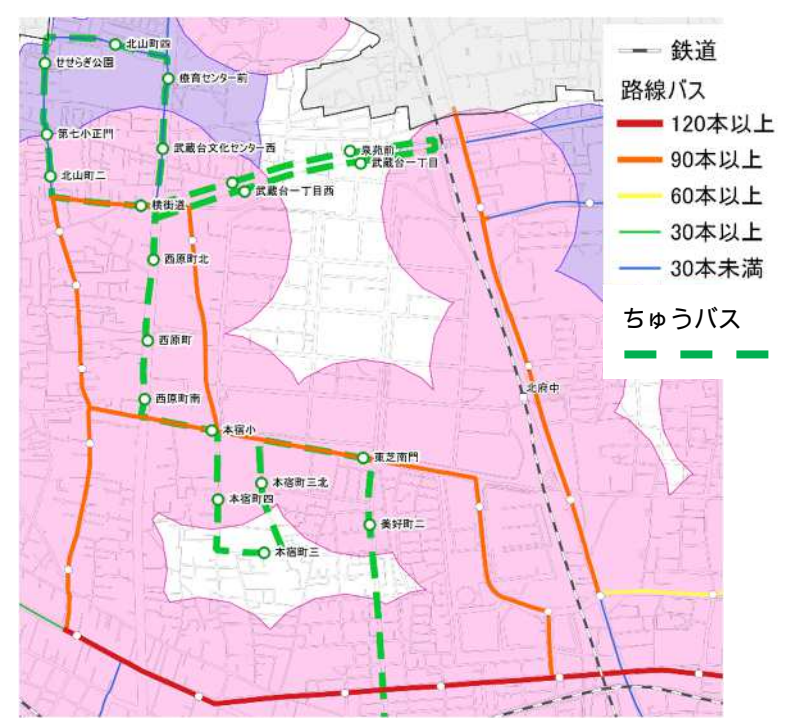 北山町四
せせらぎ公園
療育センター前
第七小正門
武蔵台文化センター西
泉苑前
武蔵台一丁目
北山町二
武蔵台一丁目西
桃街道
西原町北
西原町
北府中
西原町南
本宿小
東芝南門
本宿町三北
本宿町四
美好町二
本宿町三
鉄道
路線バス
120本以上
90本以上
60本以上
30本以上
30本未満
ちゅうバス